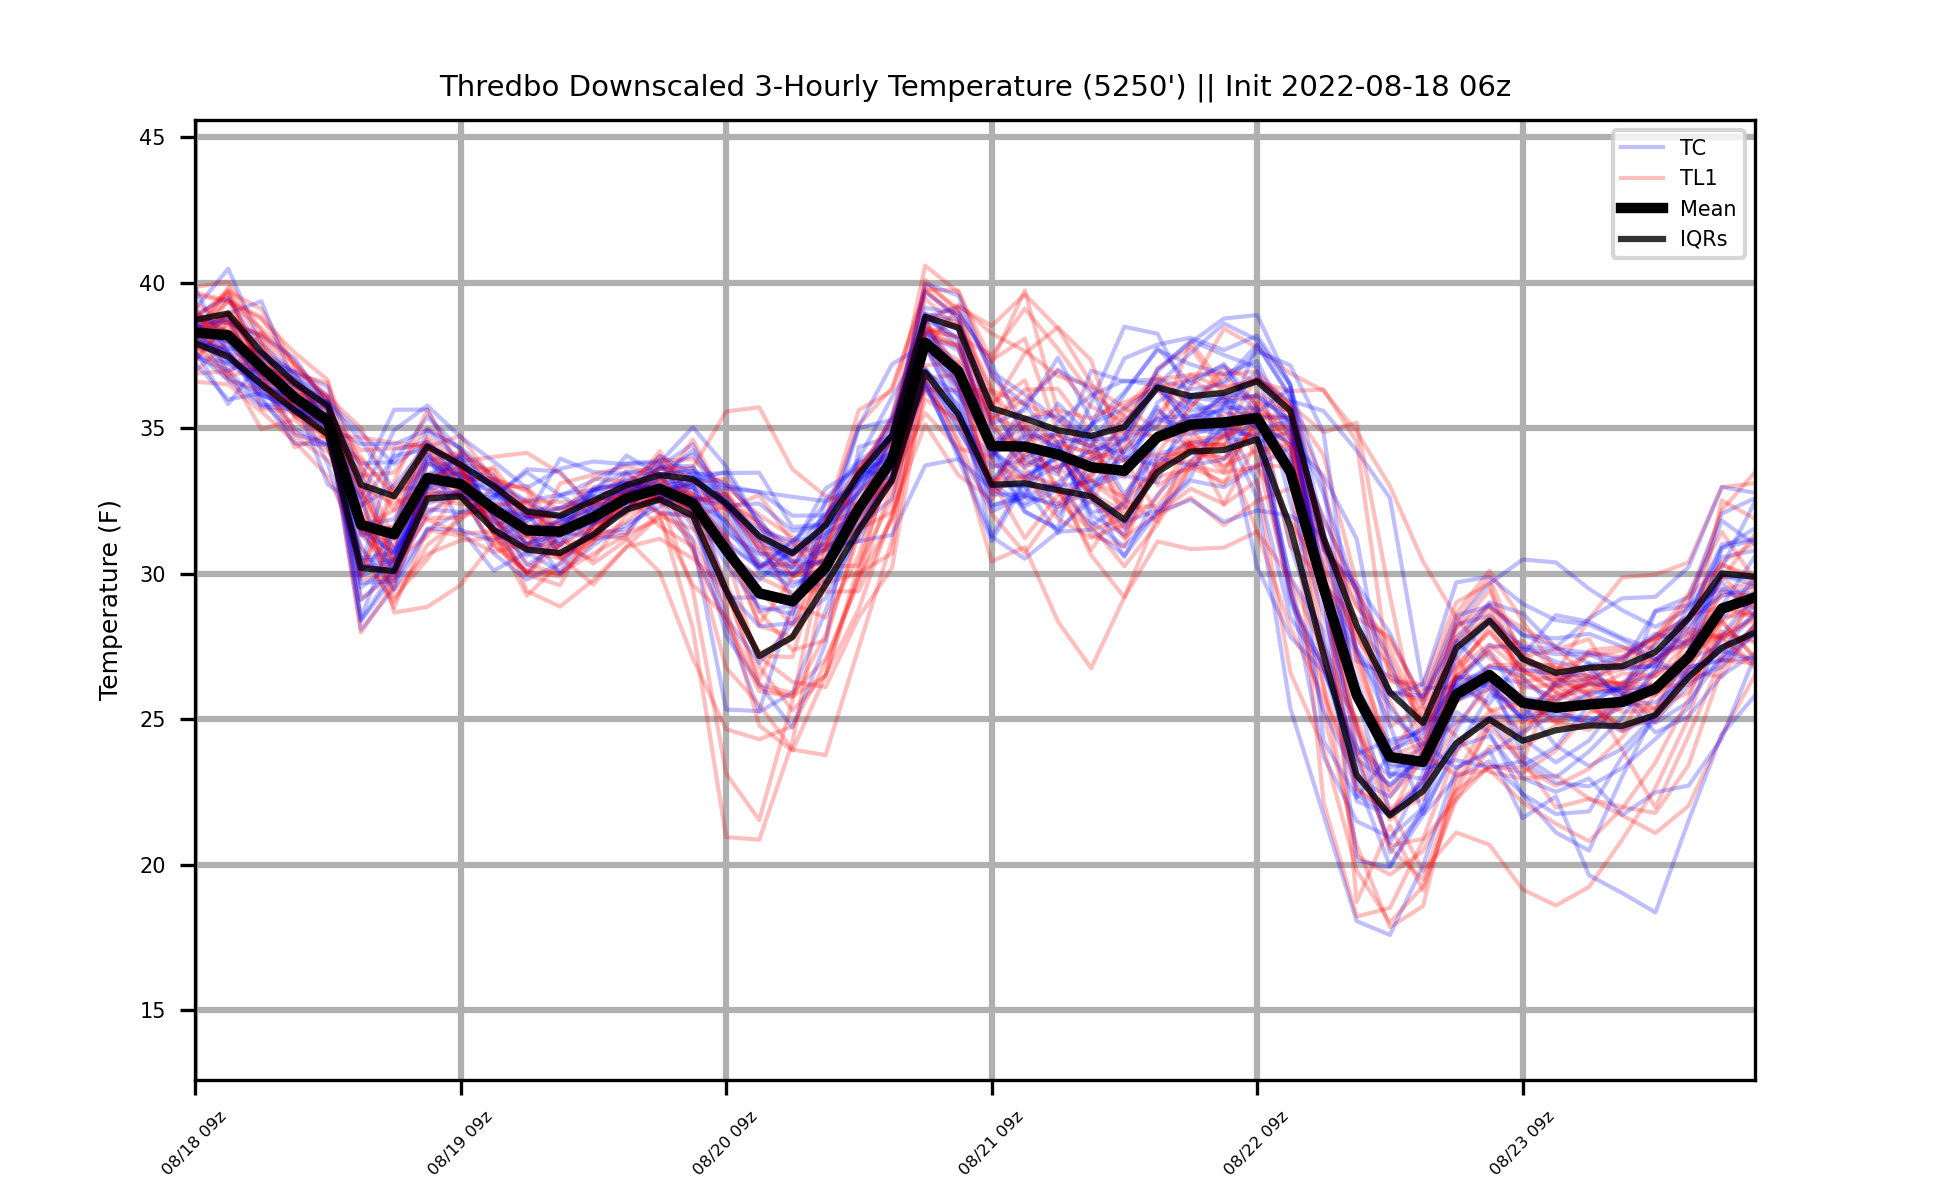 Thredbo Downscaled 3-Hourly Temperature (5250') || Init 2022-08-18 06z
TC
TL1
Mean
IQRs
Temperature (F)
45
40
35
30
25
20
15
08/18 09z
08/19 09z
08/20 09z
08/21 09z
08/22 09z
08/23 09z